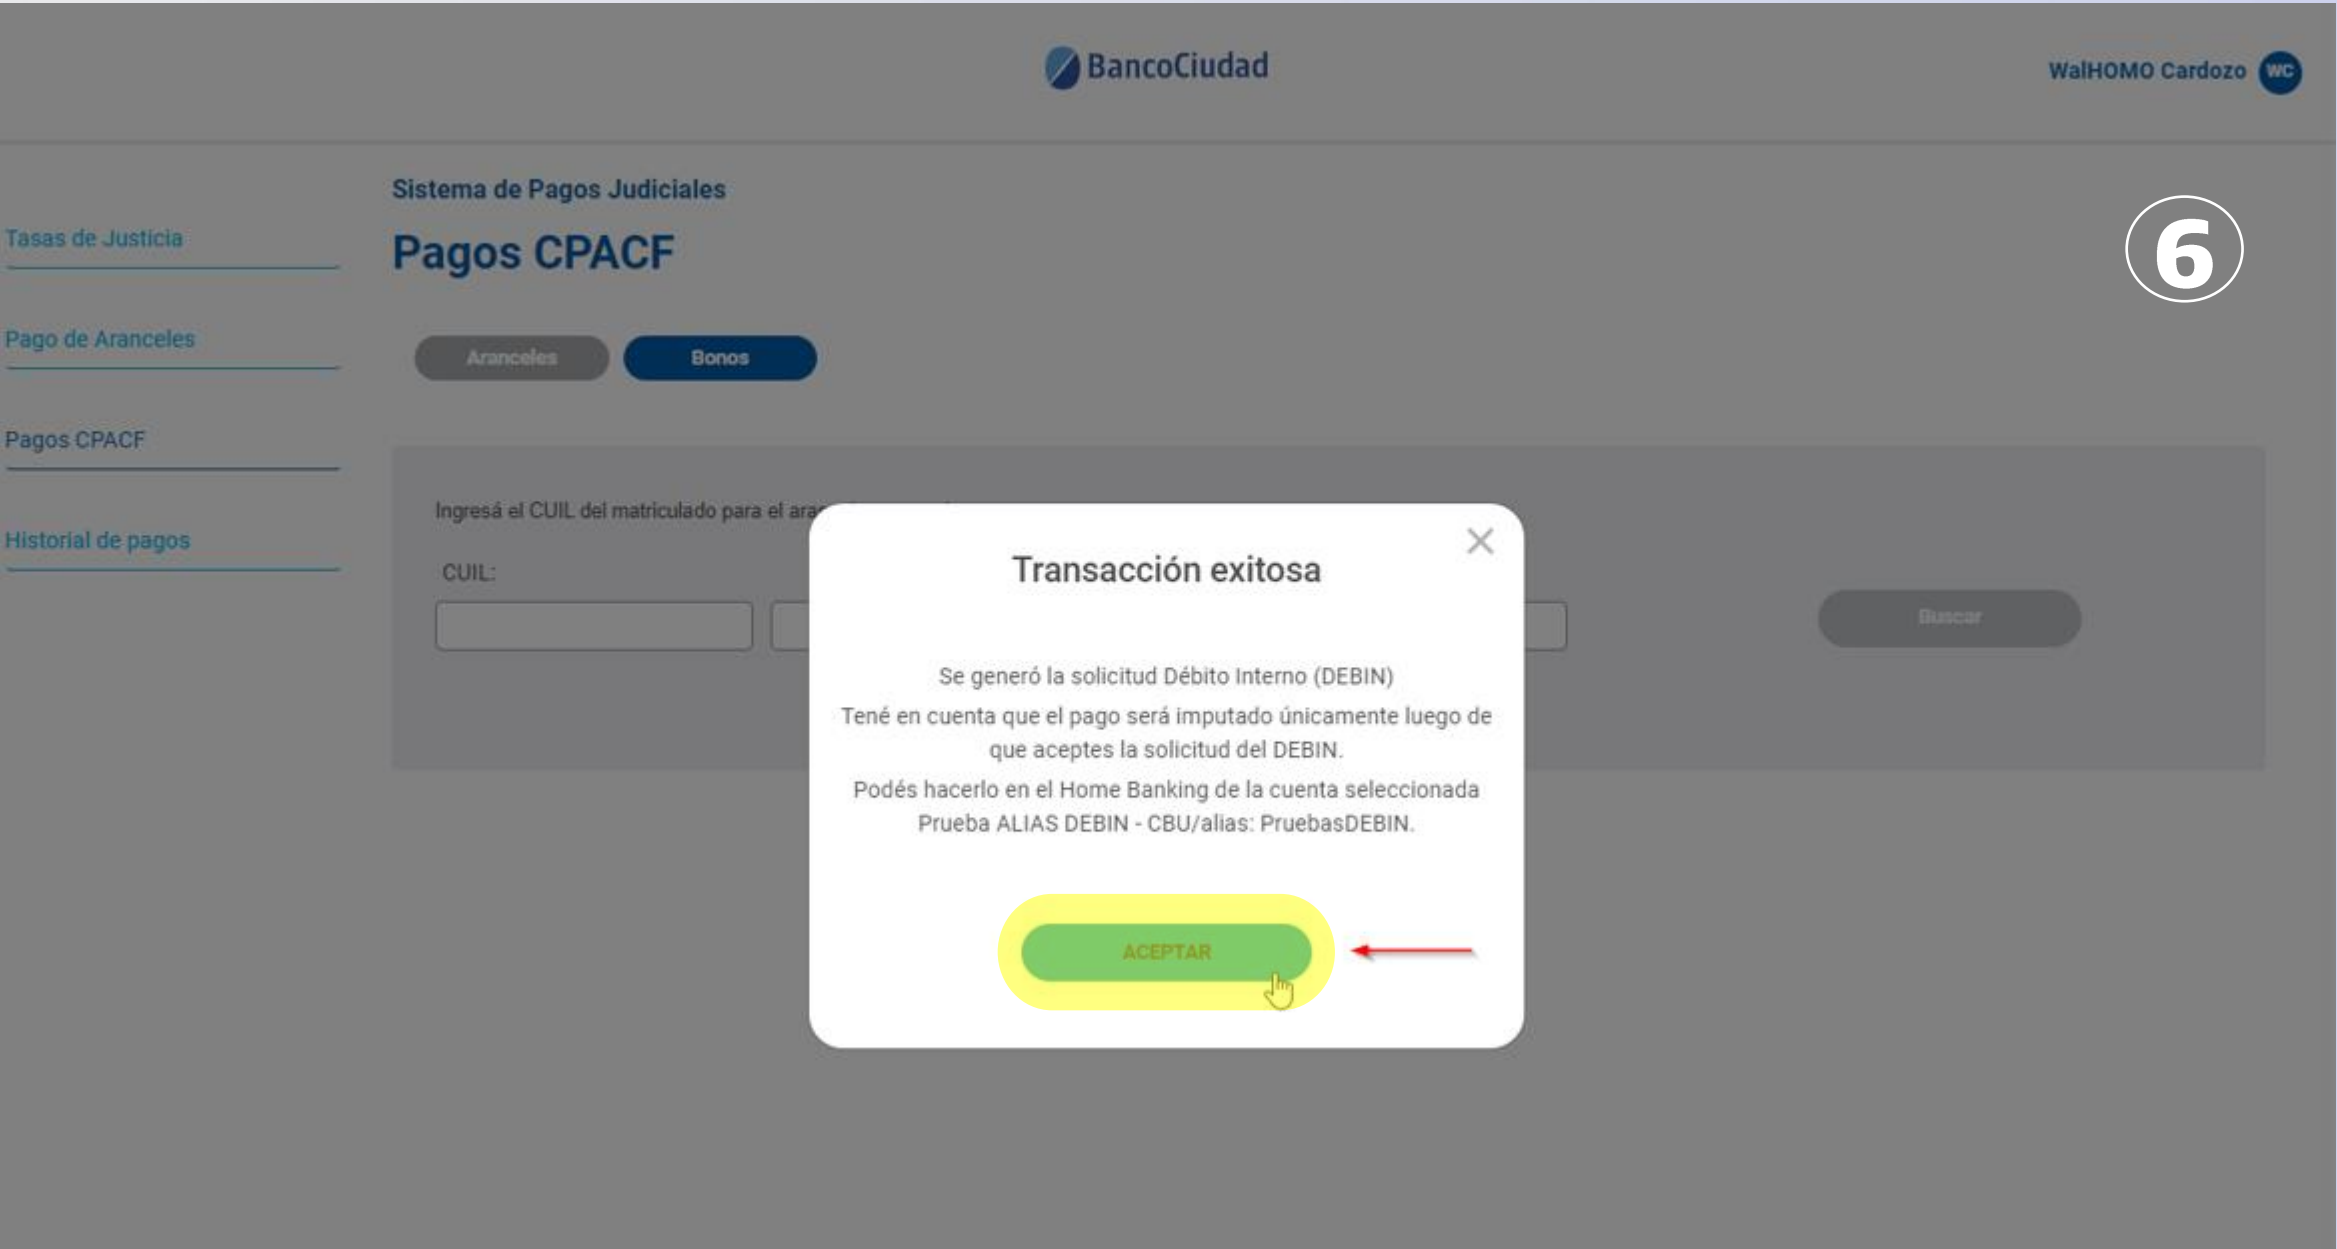 BancoCiudad
WalHOMO Cardozo WC
Sistema de Pagos Judiciales
Pagos CPACF
6
Tasas de Justicia
Pago de Aranceles
Pagos CPACF
Historial de pagos
Aranceles Bonos
Ingresá el CUIL del matriculado para el
CUIL:
Buscar
Transacción exitosa
Se generó la solicitud Débito Interno (DEBIN)
Tené en cuenta que el pago será imputado únicamente luego de
que aceptes la solicitud del DEBIN.
Podés hacerlo en el Home Banking de la cuenta seleccionada
Prueba ALIAS DEBIN - CBU/alias: PruebasDEBIN.
ACEPTAR